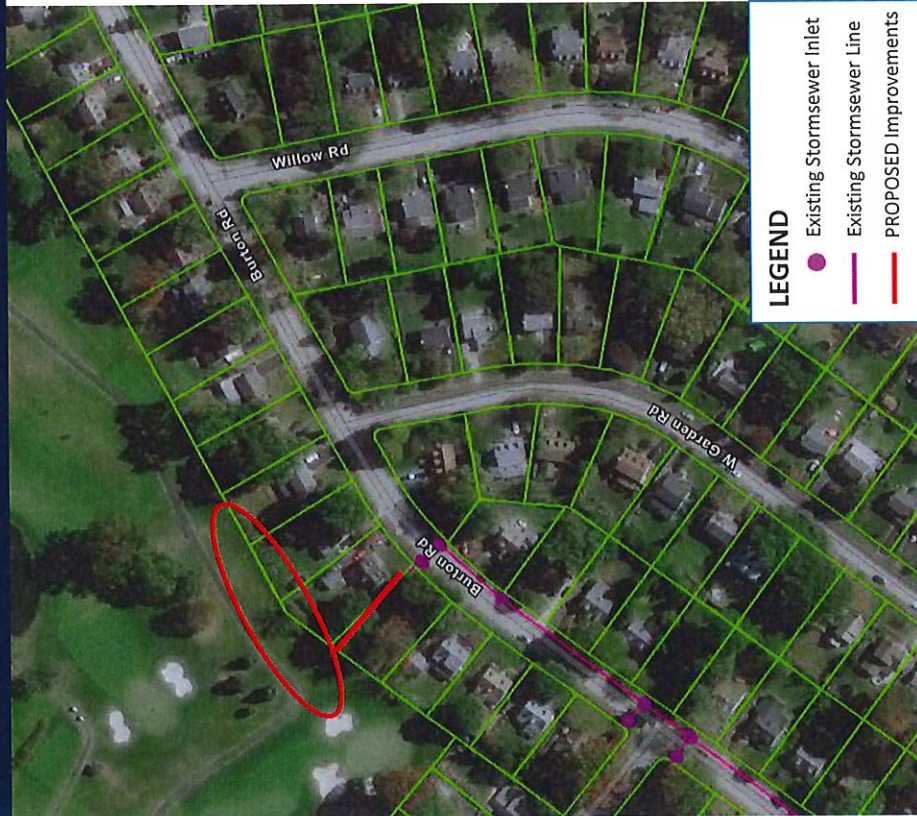 Willow Rd
Burton Rd
W Garden Rd
Burton Rd
LEGEND
Existing Stormsewer Inlet
Existing Stormsewer Line
PROPOSED Improvements